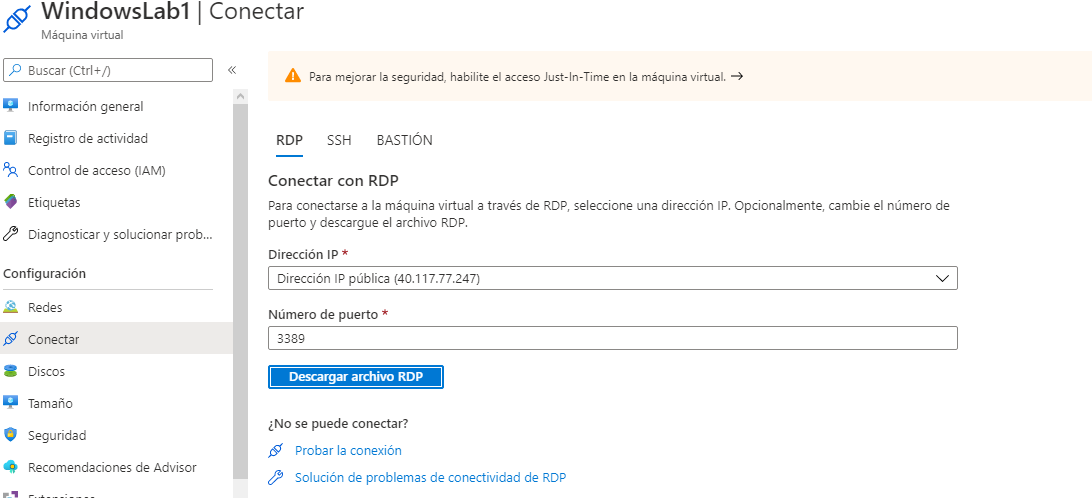 WindowsLab1 | Conectar
Máquina virtual
Buscar (Ctrl+/)
«
Información general
Registro de actividad
Control de acceso (IAM)
Etiquetas
Diagnosticar y solucionar prob...
Configuración
Redes
Conectar
Discos
Tamaño
Seguridad
Recomendaciones de Advisor
Extensiones
Para mejorar la seguridad, habilite el acceso Just-In-Time en la máquina virtual. →
RDP SSH BASTIÓN
Conectar con RDP
Para conectarse a la máquina virtual a través de RDP, seleccione una dirección IP. Opcionalmente, cambie el número de
puerto y descargue el archivo RDP.
Dirección IP *
Dirección IP pública (40.117.77.247)
Número de puerto *
3389
Descargar archivo RDP
¿No se puede conectar?
Probar la conexión
Solución de problemas de conectividad de RDP